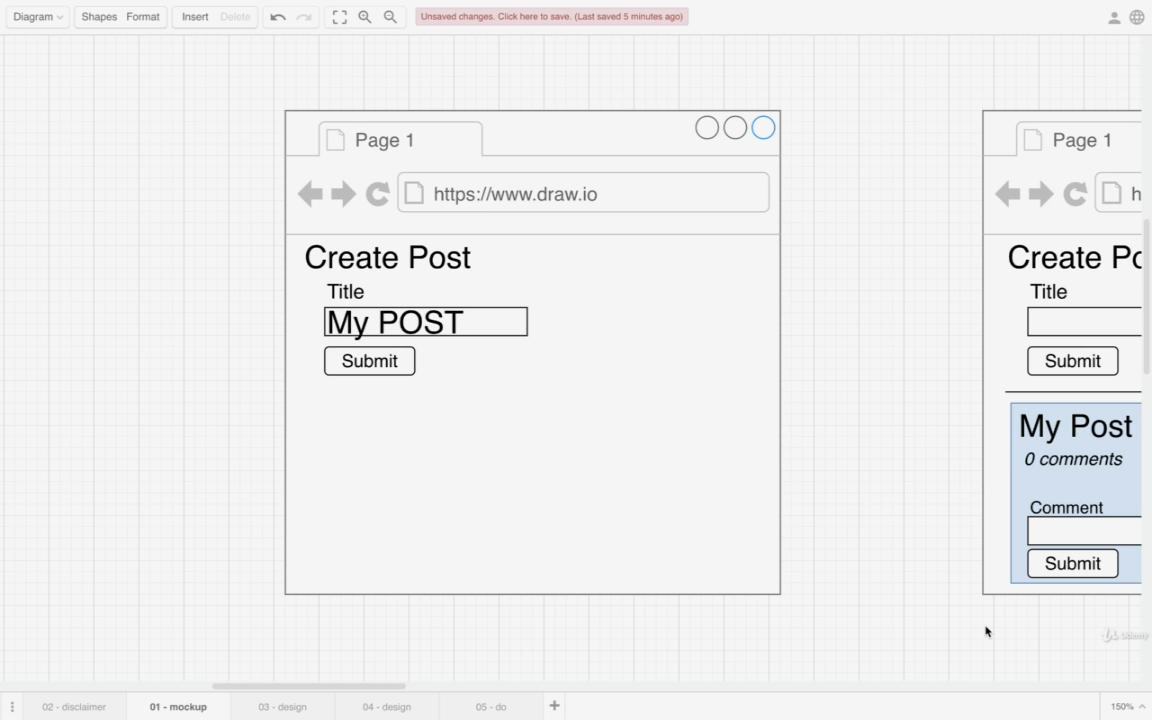 Diagram Shapes Format Insert Delete Unsaved changes. Click here to save. (Last saved 5 minutes ago)
Page 1
https://www.draw.io
Create Post
Title
My POST
Submit
Page 1
h
Create Po
Title
Submit
My Post
0 comments
Comment
Submit
Udemy
02 - disclaimer 01 - mockup 03 - design 04 - design 05 - do 150%